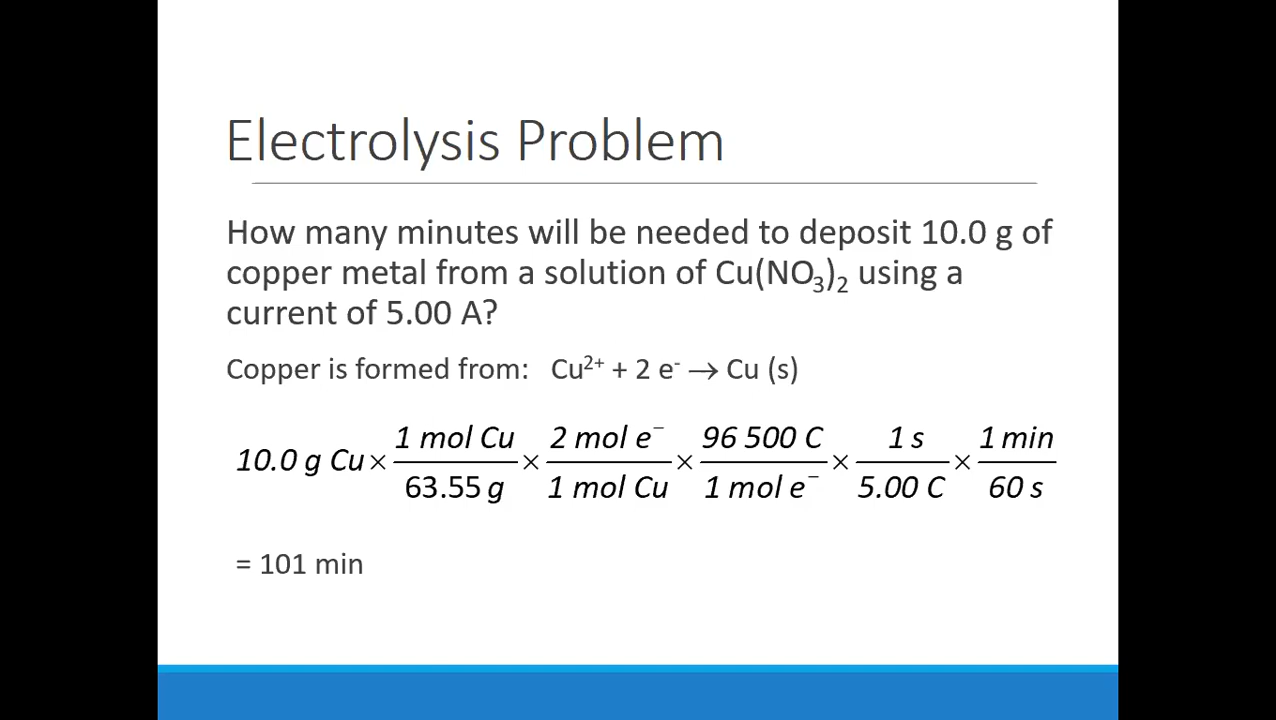 Electrolysis Problem
How many minutes will be needed to deposit 10.0 g of
copper metal from a solution of Cu(NO₃)₂ using a
current of 5.00 A?
Copper is formed from: Cu²⁺ + 2 e⁻ → Cu (s)
10.0 g Cu × 1 mol Cu / 63.55 g × 2 mol e⁻ / 1 mol Cu × 96 500 C / 1 mol e⁻ × 1 s / 5.00 C × 1 min / 60 s
= 101 min